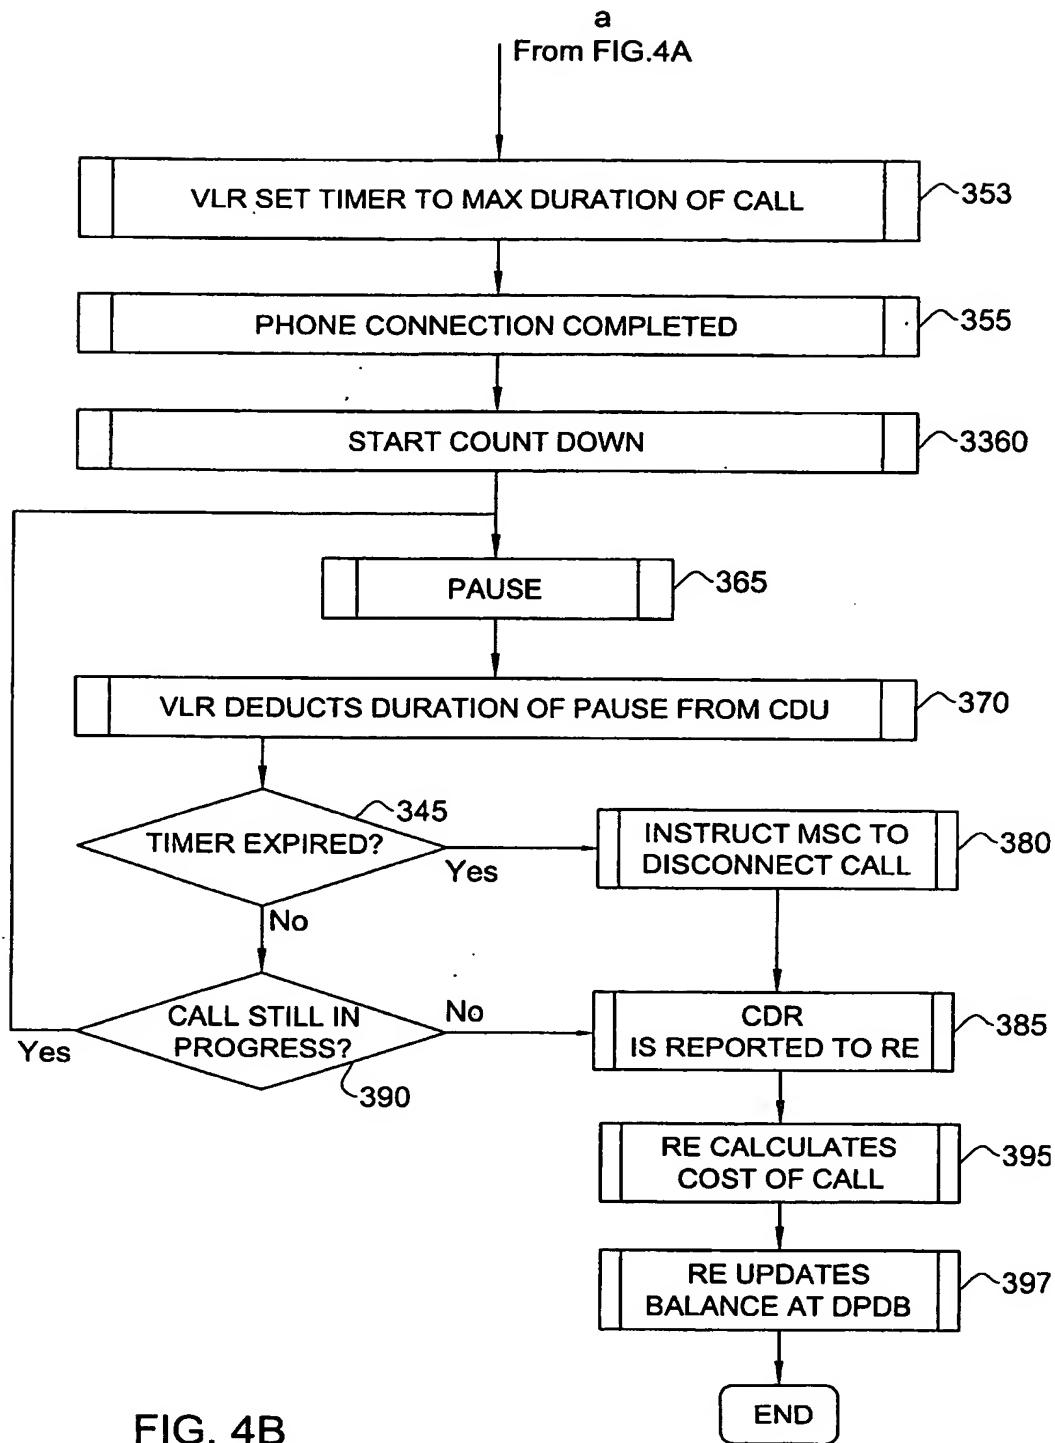 a
From FIG.4A
VLR SET TIMER TO MAX DURATION OF CALL
353
PHONE CONNECTION COMPLETED
355
START COUNT DOWN
3360
PAUSE
365
VLR DEDUCTS DURATION OF PAUSE FROM CDU
370
TIMER EXPIRED?
345
Yes
No
INSTRUCT MSC TO
DISCONNECT CALL
380
CALL STILL IN
PROGRESS?
390
Yes
No
CDR
IS REPORTED TO RE
385
RE CALCULATES
COST OF CALL
395
RE UPDATES
BALANCE AT DPDB
397
END
FIG. 4B